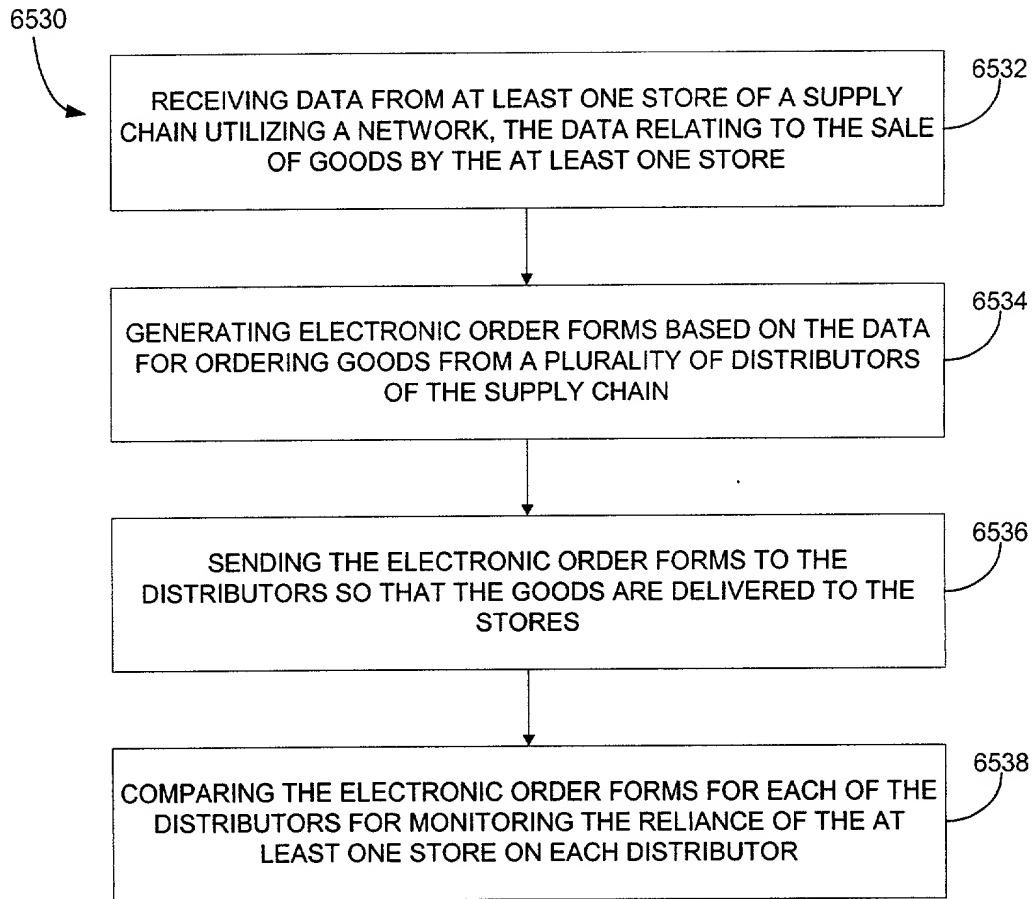 6530
6532
RECEIVING DATA FROM AT LEAST ONE STORE OF A SUPPLY
CHAIN UTILIZING A NETWORK, THE DATA RELATING TO THE SALE
OF GOODS BY THE AT LEAST ONE STORE
6534
GENERATING ELECTRONIC ORDER FORMS BASED ON THE DATA
FOR ORDERING GOODS FROM A PLURALITY OF DISTRIBUTORS
OF THE SUPPLY CHAIN
6536
SENDING THE ELECTRONIC ORDER FORMS TO THE
DISTRIBUTORS SO THAT THE GOODS ARE DELIVERED TO THE
STORES
6538
COMPARING THE ELECTRONIC ORDER FORMS FOR EACH OF THE
DISTRIBUTORS FOR MONITORING THE RELIANCE OF THE AT
LEAST ONE STORE ON EACH DISTRIBUTOR